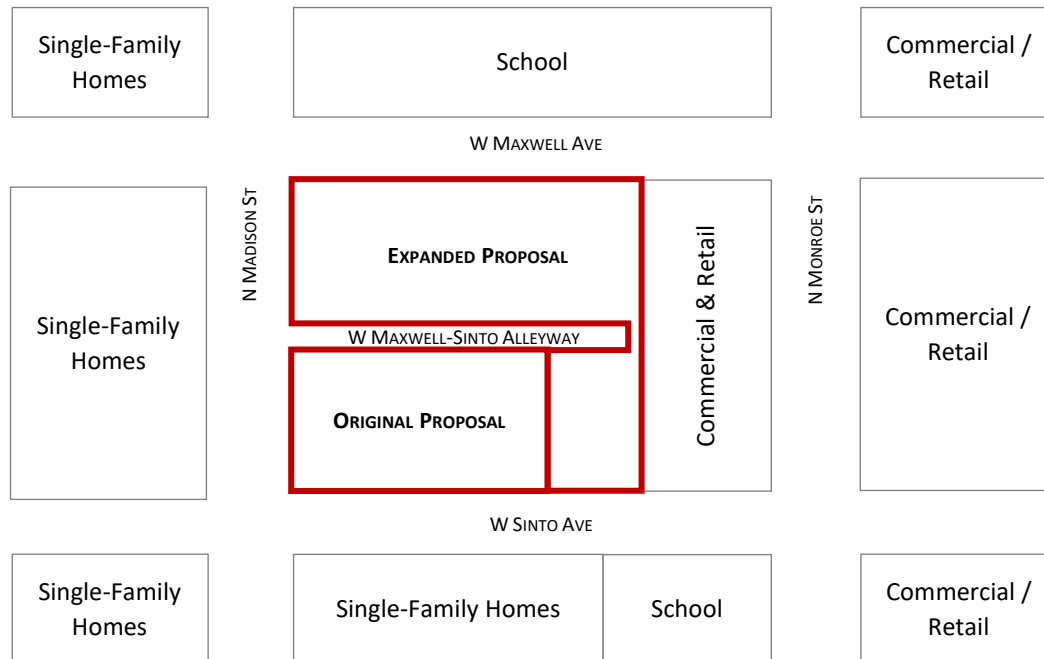 Single-Family
Homes
School
Commercial /
Retail
W MAXWELL AVE
N MADISON ST
EXPANDED PROPOSAL
Commercial & Retail
N MONROE ST
Single-Family
Homes
W MAXWELL-SINTO ALLEYWAY
Commercial /
Retail
ORIGINAL PROPOSAL
W SINTO AVE
Single-Family
Homes
Single-Family Homes
School
Commercial /
Retail